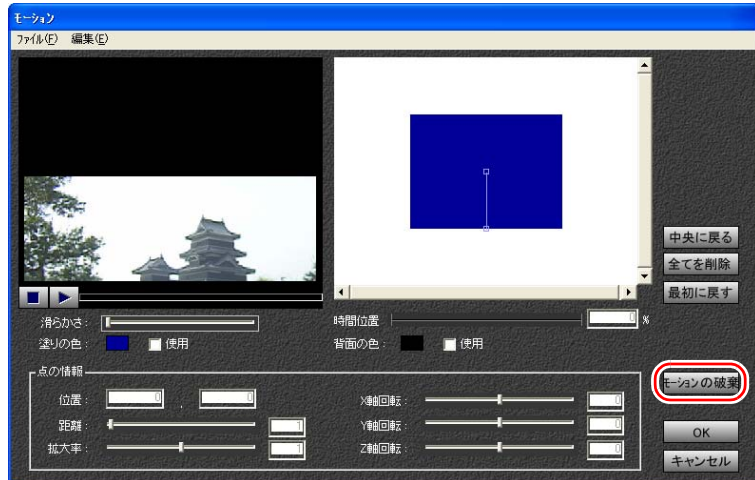 モーション
ファイル(F) 編集(E)
中央に戻る
全てを削除
最初に戻す
滑らかさ:
時間位置 0 %
塗りの色: 使用
背面の色: 使用
点の情報
位置: 0 , 0
距離: 1
拡大率: 1
X軸回転: 0
Y軸回転: 0
Z軸回転: 0
モーションの破棄
OK
キャンセル